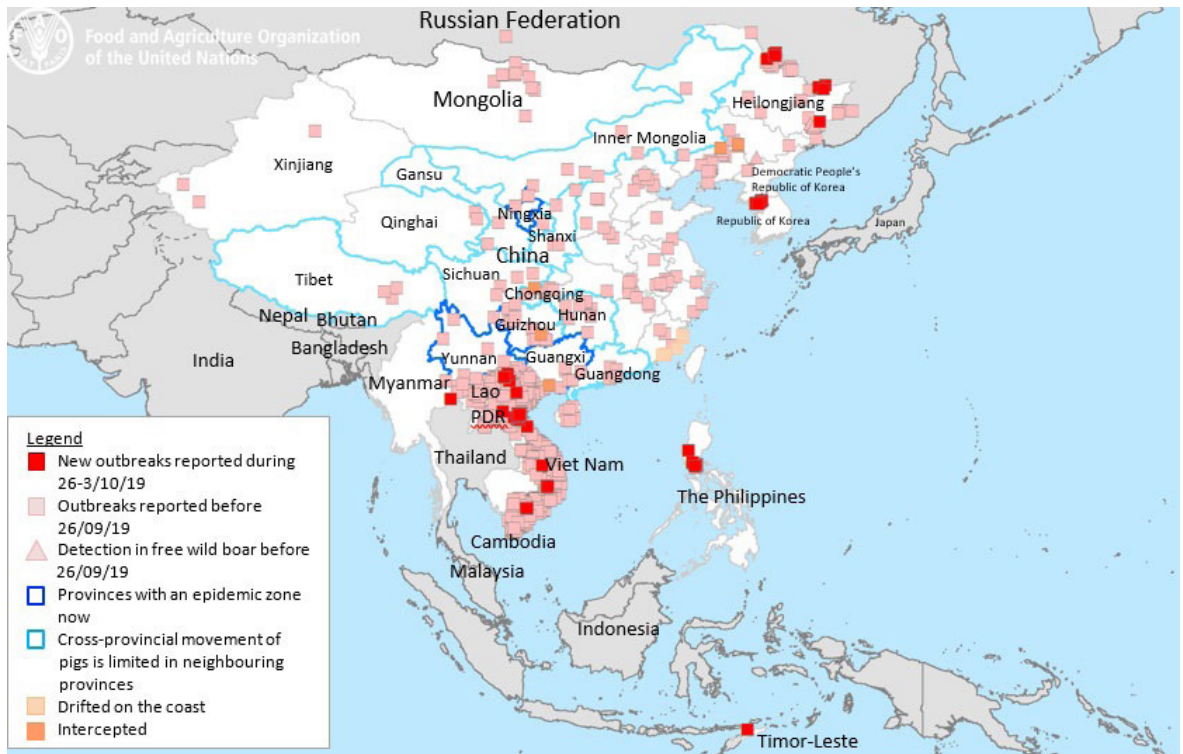 Russian Federation
FAO
Food and Agriculture Organization
of the United Nations
Mongolia
Heilongjiang
Inner Mongolia
Xinjiang
Gansu
Democratic People's
Republic of Korea
Qinghai
Ningxia
Republic of Korea
Japan
Shanxi
China
Tibet
Sichuan
Chongqing
Nepal
Bhutan
Hunan
Guizhou
India
Bangladesh
Yunnan
Guangxi
Guangdong
Myanmar
Lao
PDR
Thailand
Viet Nam
The Philippines
Cambodia
Malaysia
Indonesia
Timor-Leste
Legend
New outbreaks reported during
26-3/10/19
Outbreaks reported before
26/09/19
Detection in free wild boar before
26/09/19
Provinces with an epidemic zone
now
Cross-provincial movement of
pigs is limited in neighbouring
provinces
Drifted on the coast
Intercepted